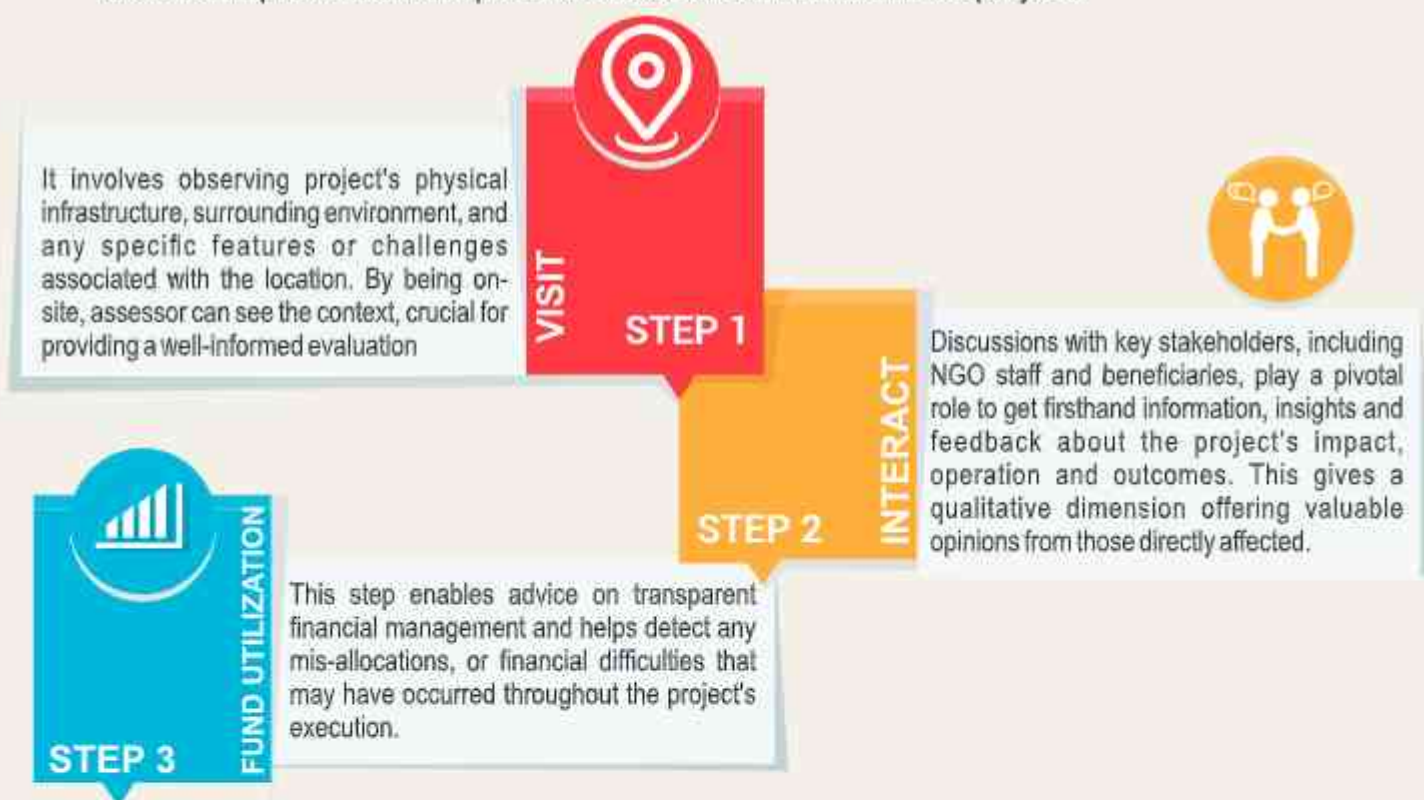 It involves observing project's physical
infrastructure, surrounding environment, and
any specific features or challenges
associated with the location. By being on-
site, assessor can see the context, crucial for
providing a well-informed evaluation
VISIT
STEP 1
Discussions with key stakeholders, including
NGO staff and beneficiaries, play a pivotal
role to get firsthand information, insights and
feedback about the project's impact,
operation and outcomes. This gives a
qualitative dimension offering valuable
opinions from those directly affected.
INTERACT
STEP 2
FUND UTILIZATION
STEP 3
This step enables advice on transparent
financial management and helps detect any
mis-allocations, or financial difficulties that
may have occurred throughout the project's
execution.